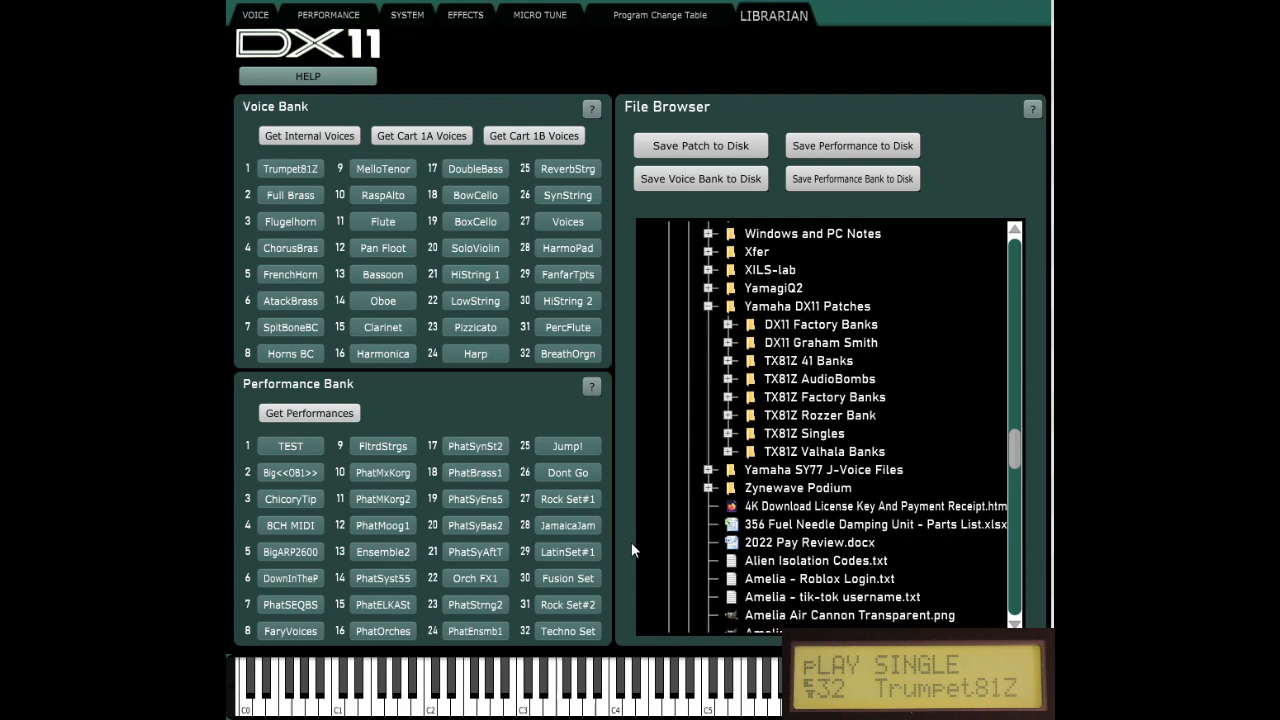 VOICE PERFORMANCE SYSTEM EFFECTS MICRO TUNE Program Change Table LIBRARIAN
DX11
HELP
Voice Bank ?
Get Internal Voices Get Cart 1A Voices Get Cart 1B Voices
1 Trumpet81Z 9 MelloTenor 17 DoubleBass 25 ReverbStrg
2 Full Brass 10 RaspAlto 18 BowCello 26 SynString
3 Flugelhorn 11 Flute 19 BoxCello 27 Voices
4 ChorusBras 12 Pan Floot 20 SoloViolin 28 HarmoPad
5 FrenchHorn 13 Bassoon 21 HiString 1 29 FanfarTpts
6 AtackBrass 14 Oboe 22 LowString 30 HiString 2
7 SpitBoneBC 15 Clarinet 23 Pizzicato 31 PercFlute
8 Horns BC 16 Harmonica 24 Harp 32 BreathOrgn
Performance Bank ?
Get Performances
1 TEST 9 FltrdStrgs 17 PhatSynSt2 25 Jump!
2 Big<<OB1>> 10 PhatMxKorg 18 PhatBrass1 26 Dont Go
3 ChicoryTip 11 PhatMKorg2 19 PhatSyEns5 27 Rock Set#1
4 8CH MIDI 12 PhatMoog1 20 PhatSyBas2 28 JamaicaJam
5 BigARP2600 13 Ensemble2 21 PhatSyAftT 29 LatinSet#1
6 DownInTheP 14 PhatSyst55 22 Orch FX1 30 Fusion Set
7 PhatSEQBS 15 PhatELKASt 23 PhatStrng2 31 Rock Set#2
8 FaryVoices 16 PhatOrches 24 PhatEnsmb1 32 Techno Set
File Browser ?
Save Patch to Disk Save Performance to Disk
Save Voice Bank to Disk Save Performance Bank to Disk
Windows and PC Notes
Xfer
XILS-lab
YamagiQ2
Yamaha DX11 Patches
DX11 Factory Banks
DX11 Graham Smith
TX81Z 41 Banks
TX81Z AudioBombs
TX81Z Factory Banks
TX81Z Rozzer Bank
TX81Z Singles
TX81Z Valhala Banks
Yamaha SY77 J-Voice Files
Zynewave Podium
4K Download License Key And Payment Receipt.htm
356 Fuel Needle Damping Unit - Parts List.xlsx
2022 Pay Review.docx
Alien Isolation Codes.txt
Amelia - Roblox Login.txt
Amelia - tik-tok username.txt
Amelia Air Cannon Transparent.png
C0 C1 C2 C3 C4 C5
pLAY SINGLE
32 Trumpet81Z